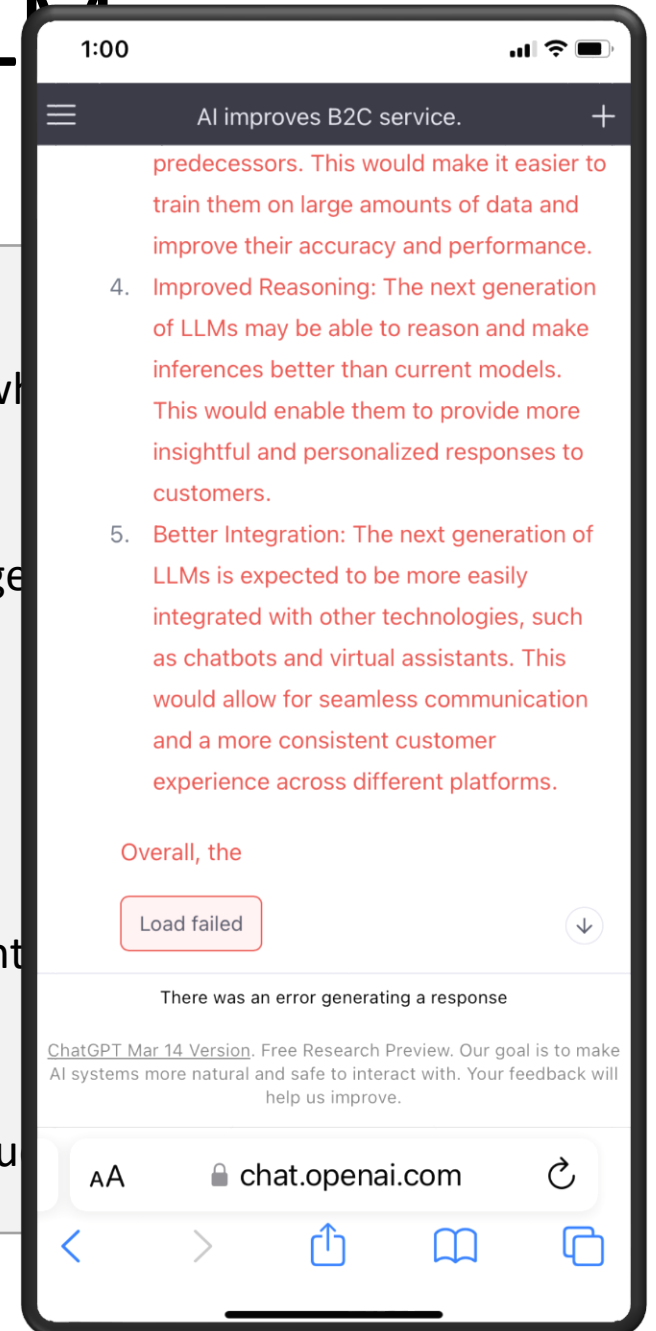 1:00
AI improves B2C service.
predecessors. This would make it easier to
train them on large amounts of data and
improve their accuracy and performance.
4. Improved Reasoning: The next generation
of LLMs may be able to reason and make
inferences better than current models.
This would enable them to provide more
insightful and personalized responses to
customers.
5. Better Integration: The next generation of
LLMs is expected to be more easily
integrated with other technologies, such
as chatbots and virtual assistants. This
would allow for seamless communication
and a more consistent customer
experience across different platforms.
Overall, the
Load failed
There was an error generating a response
ChatGPT Mar 14 Version. Free Research Preview. Our goal is to make
AI systems more natural and safe to interact with. Your feedback will
help us improve.
AA chat.openai.com